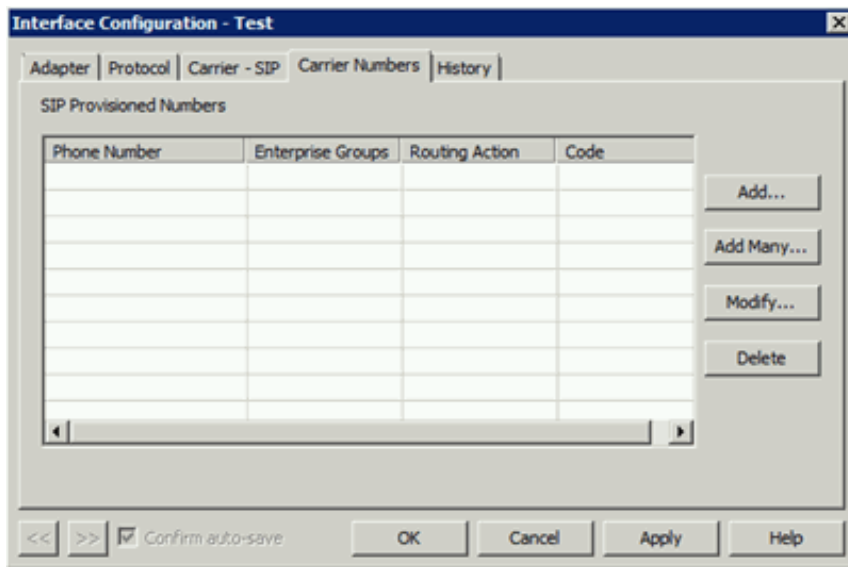 Interface Configuration - Test
Adapter Protocol Carrier - SIP Carrier Numbers History
SIP Provisioned Numbers
Phone Number Enterprise Groups Routing Action Code
Add...
Add Many...
Modify...
Delete
<< >> Confirm auto-save OK Cancel Apply Help